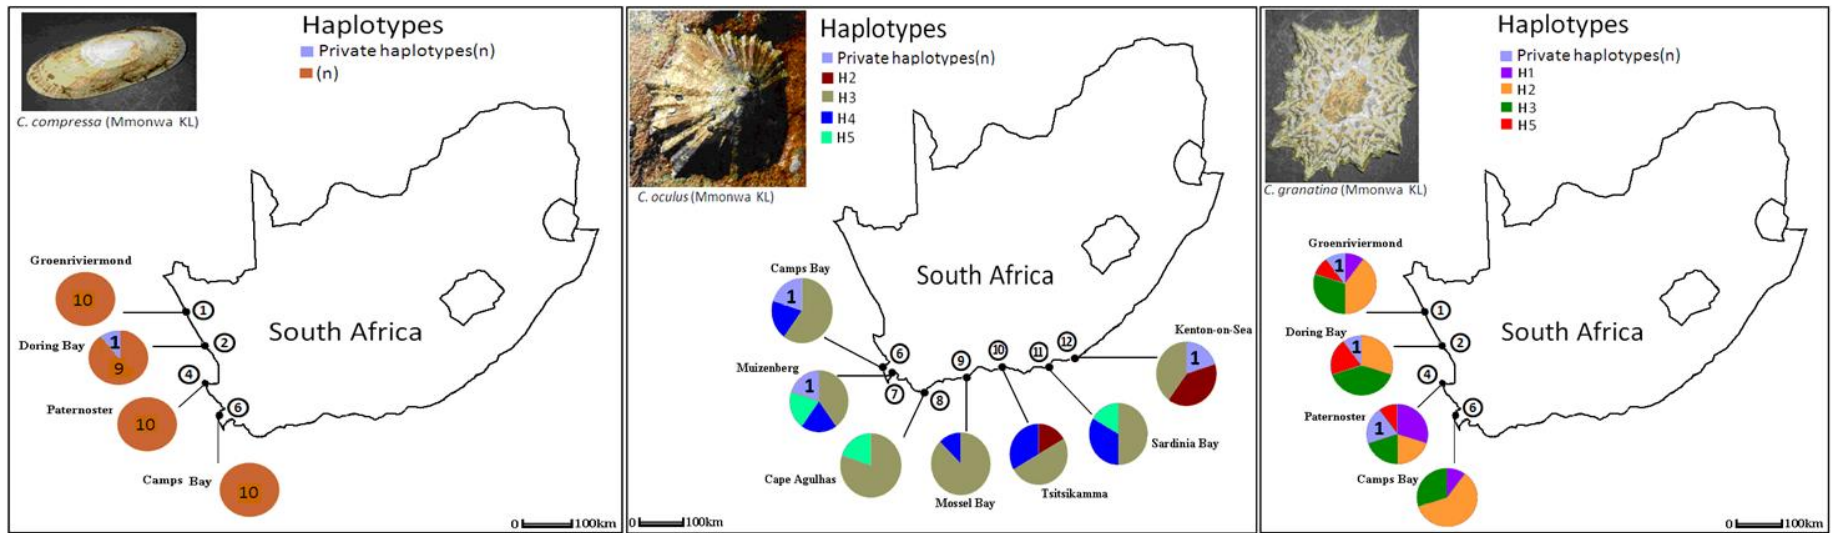 Haplotypes
Private haplotypes(n)
(n)
C. compressa (Mmonwa KL)
Groenriviermond
10
1
Doring Bay
1
9
2
South Africa
4
Paternoster
10
6
Camps Bay
10
0 100km
Haplotypes
Private haplotypes(n)
H2
H3
H4
H5
C. oculus (Mmonwa KL)
South Africa
Camps Bay
1
Kenton-on-Sea
1
12
11
10
9
6
Muizenberg
1
7
8
Sardinia Bay
Cape Agulhas
Mossel Bay
Tsitsikamma
0 100km
Haplotypes
Private haplotypes(n)
H1
H2
H3
H5
C. granatina (Mmonwa KL)
Groenriviermond
1
1
Doring Bay
1
2
South Africa
4
Paternoster
1
6
Camps Bay
0 100km